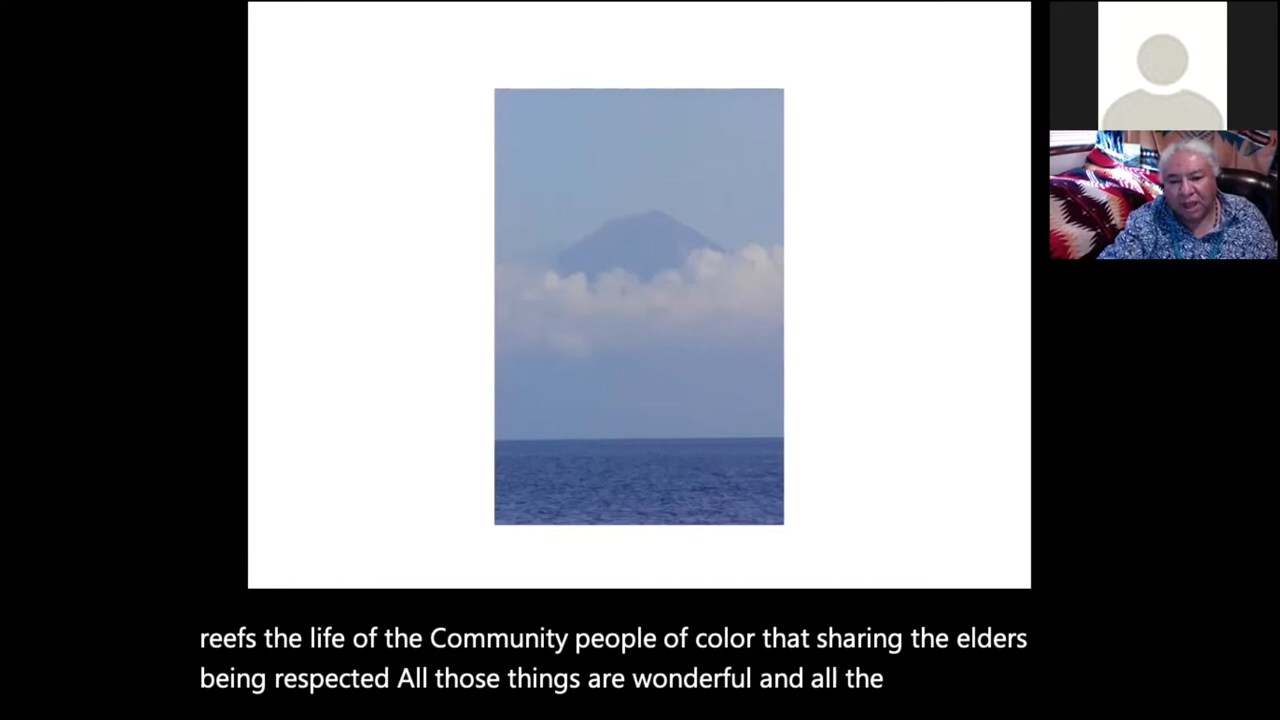 reefs the life of the Community people of color that sharing the elders
being respected All those things are wonderful and all the